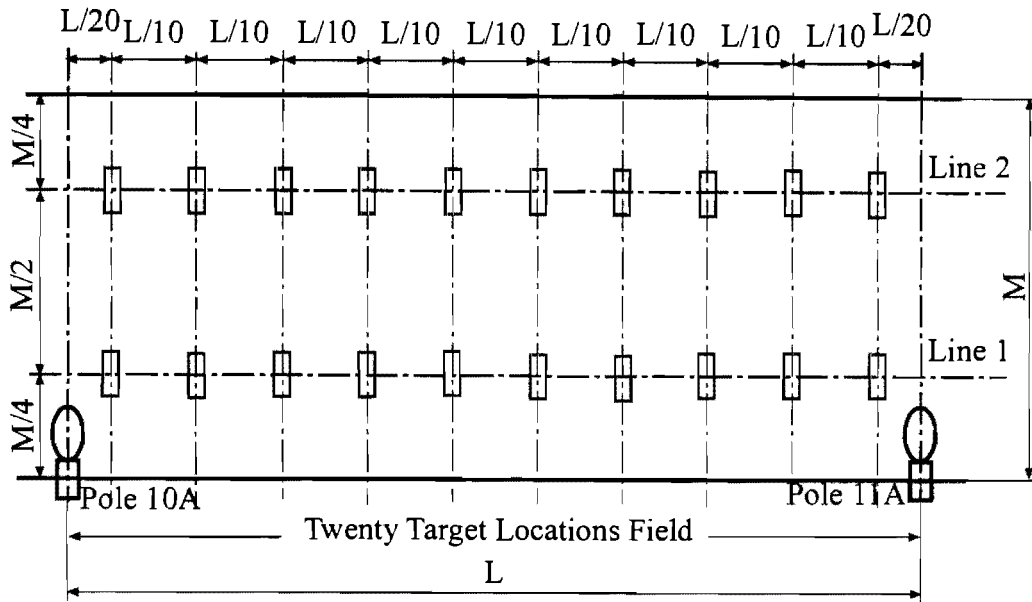 L/20 L/10 L/10 L/10 L/10 L/10 L/10 L/10 L/10 L/10 L/20
M/4
Line 2
M/2
M
Line 1
M/4
Pole 10A
Pole 11A
Twenty Target Locations Field
L